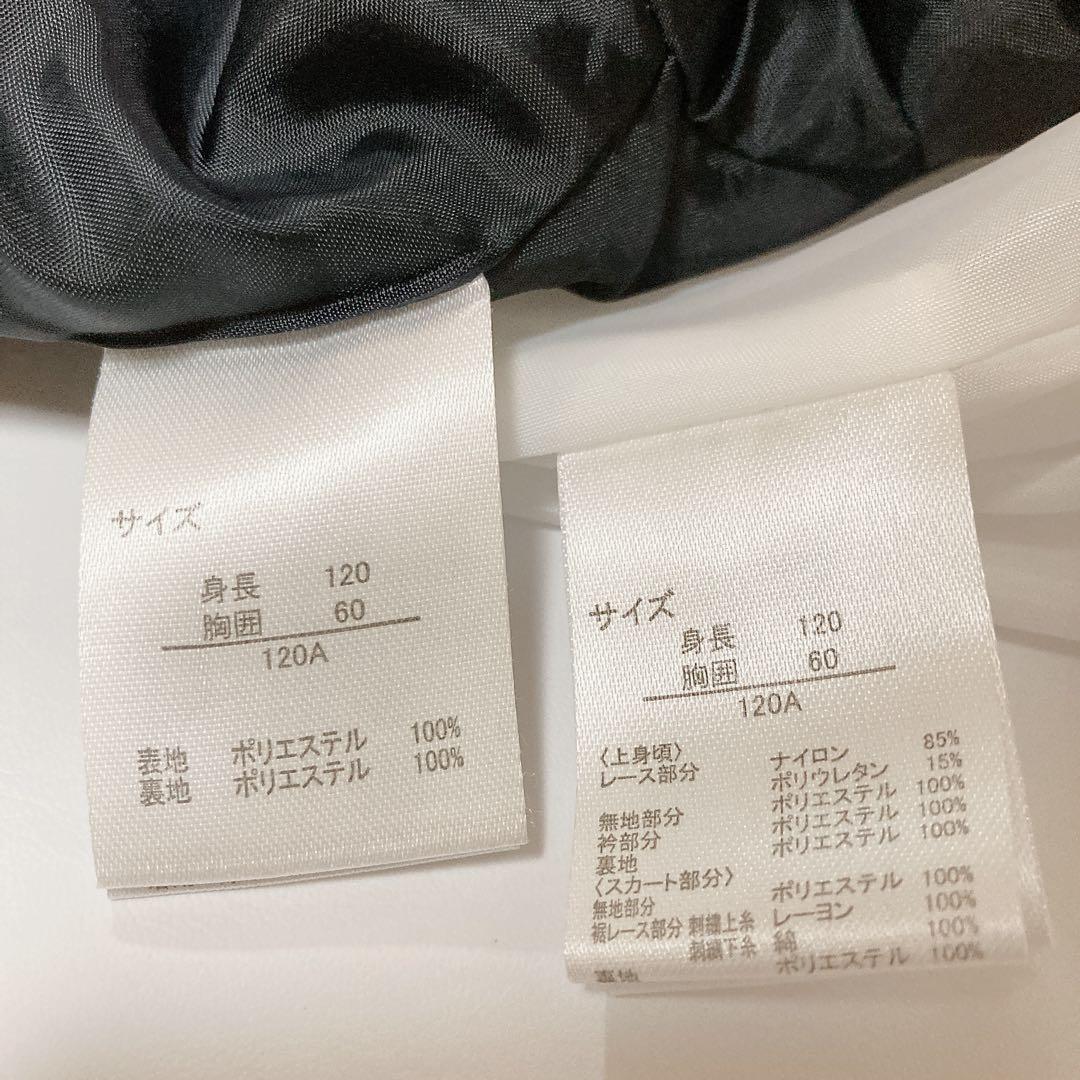 サイズ
身長 120
胸囲 60
120A
表地 ポリエステル 100%
裏地 ポリエステル 100%
サイズ
身長 120
胸囲 60
120A
〈上身頃〉
レース部分 ナイロン 85%
ポリウレタン 15%
無地部分 ポリエステル 100%
衿部分 ポリエステル 100%
裏地 ポリエステル 100%
〈スカート部分〉
無地部分 ポリエステル 100%
裾レース部分 刺繍上糸 レーヨン 100%
刺繍下糸 綿 100%
裏地 ポリエステル 100%